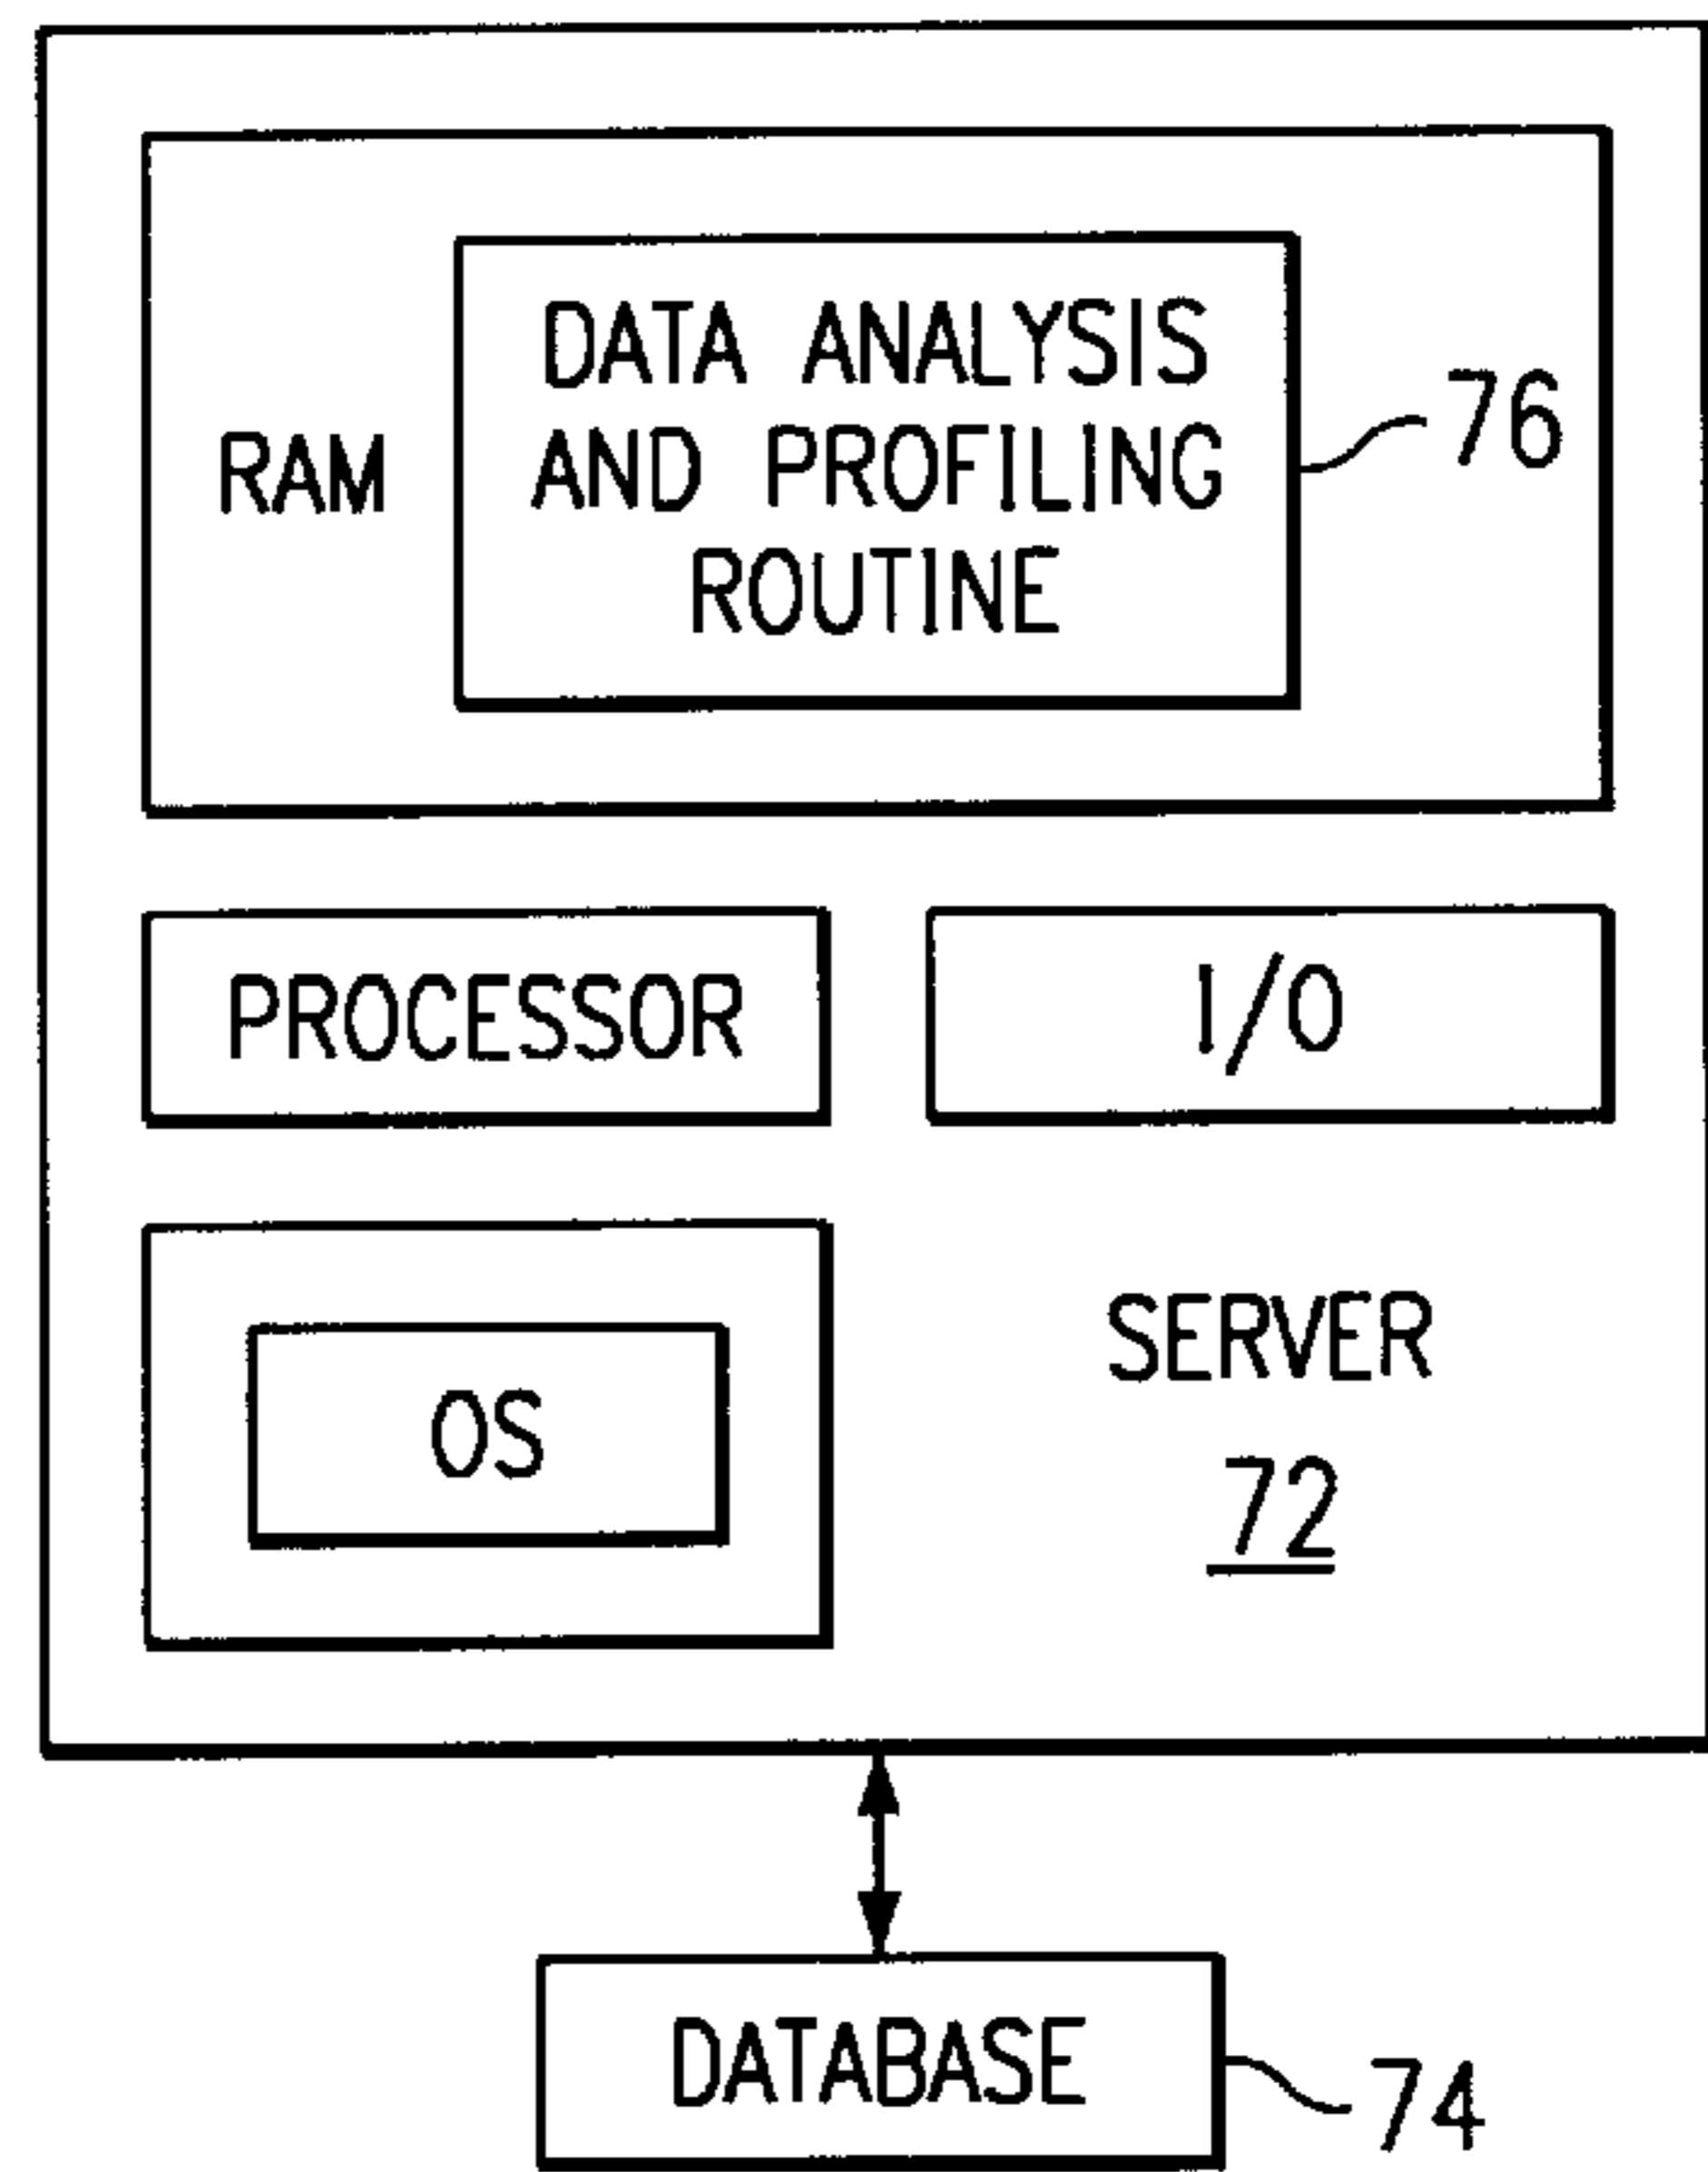 DATA ANALYSIS
AND PROFILING
ROUTINE
RAM
76
PROCESSOR
I/O
OS
SERVER
72
DATABASE
74